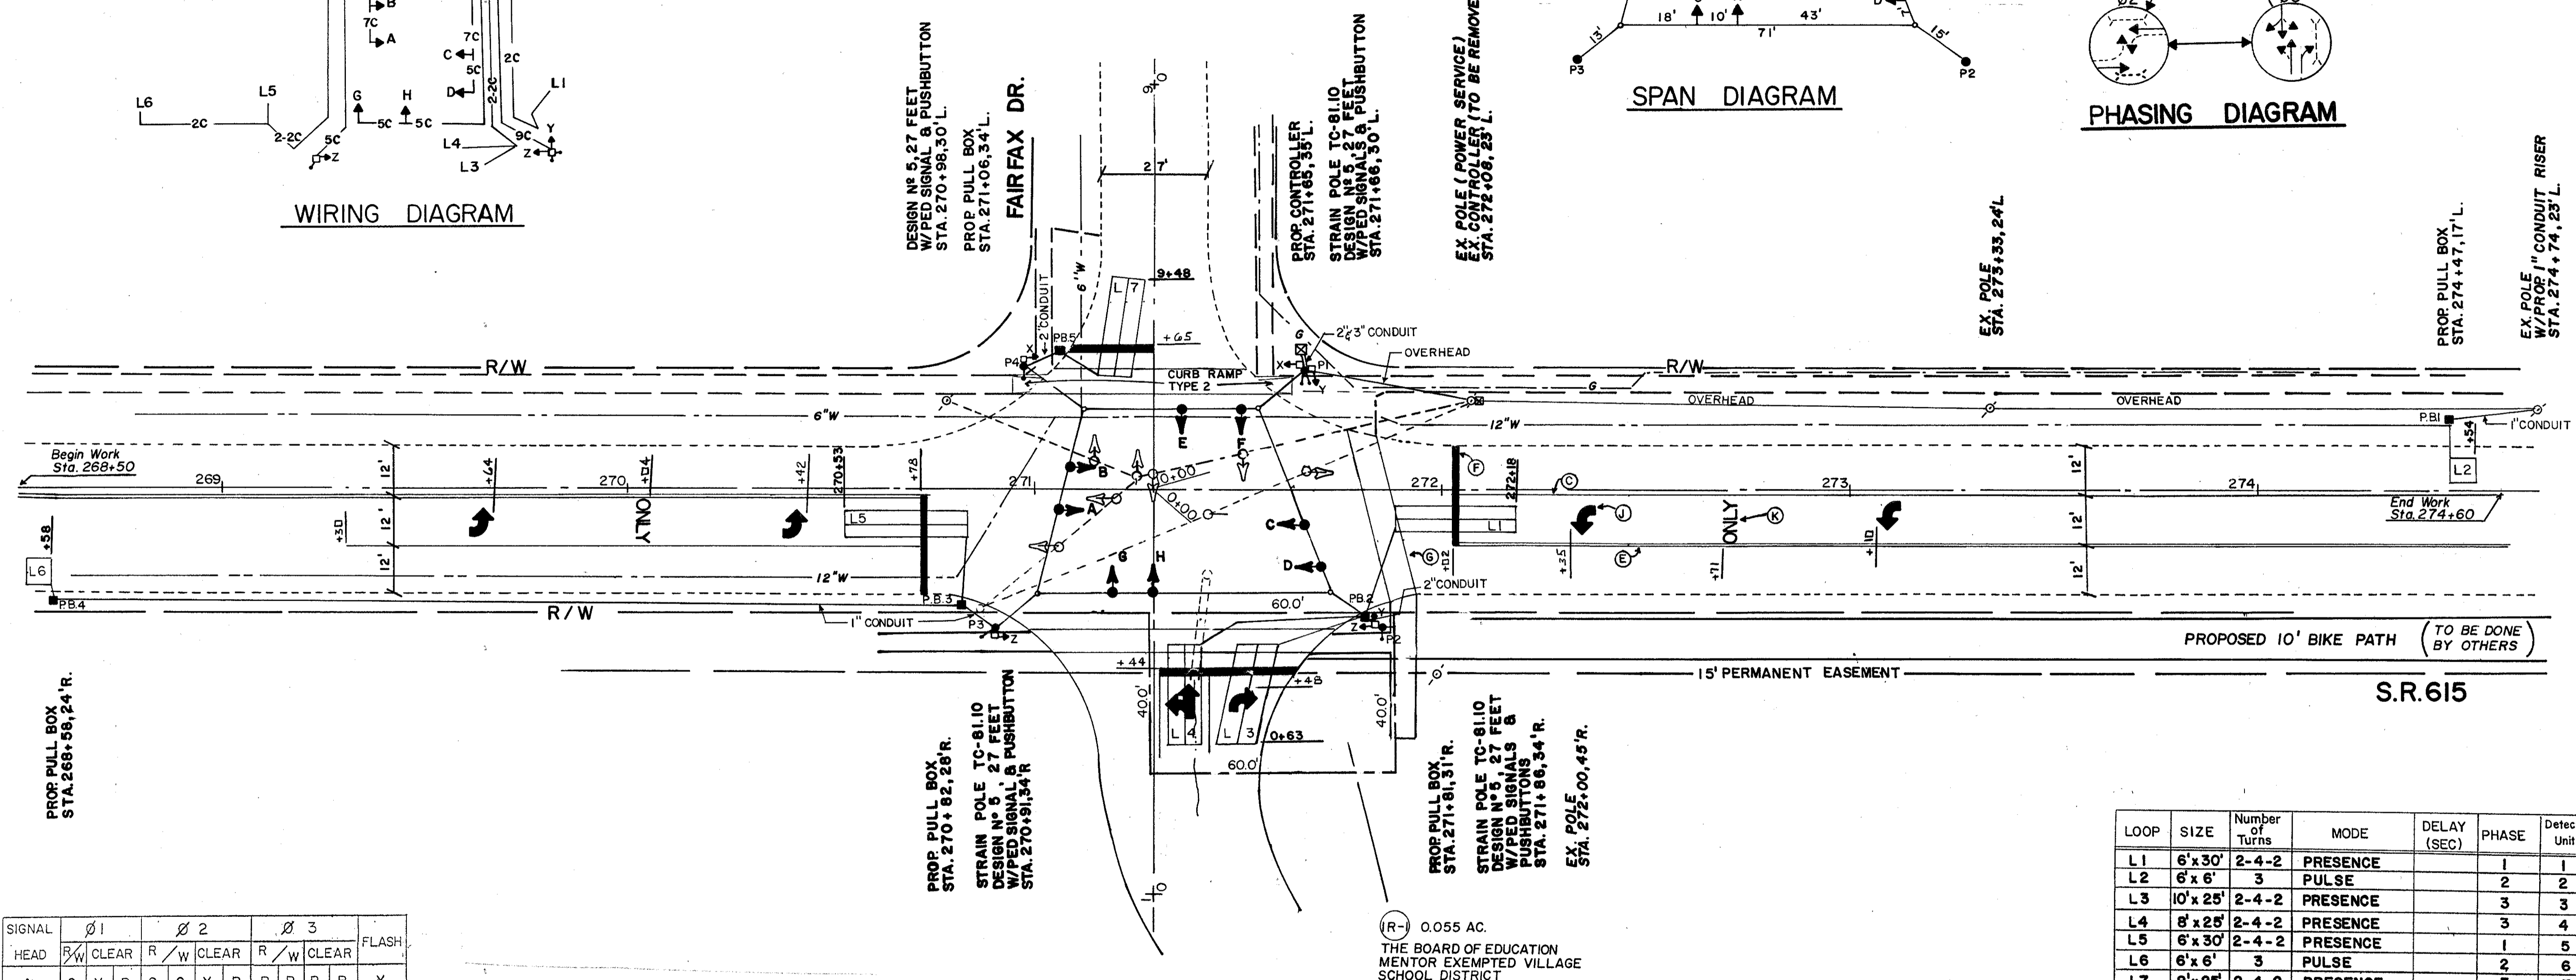 B
7C
A
7C
C
5C
D
2C
2-2C
L6
2C
L5
2-2C
5C
Z
G
H
5C
5C
L1
9C
Y
L4
Z
L3
WIRING DIAGRAM
18'
10'
43'
71'
13'
15'
P3
P2
SPAN DIAGRAM
PHASING DIAGRAM
DESIGN Nº 5, 27 FEET
W/PED SIGNAL & PUSHBUTTON
STA. 270+98, 30' L.
PROP. PULL BOX
STA. 271+06, 34' L.
FAIRFAX DR.
27'
PROP. CONTROLLER
STA. 271+65, 35' L.
STRAIN POLE TC-81.10
DESIGN Nº 5, 27 FEET
W/PED SIGNALS & PUSHBUTTON
STA. 271+66, 30' L.
EX. POLE (POWER SERVICE)
EX. CONTROLLER (TO BE REMOVE
STA. 272+08, 23' L.
EX. POLE
STA. 273+33, 24' L
PROP. PULL BOX
STA. 274+47, 17' L.
EX. POLE
W/PROP. 1" CONDUIT RISER
STA. 274+74, 23' L.
9+48
L 7
6"W
2" CONDUIT
+65
PB.5
P4
X
G
2" & 3" CONDUIT
OVERHEAD
P1
X
Y
R/W
R/W
CURB RAMP
TYPE 2
G
OVERHEAD
OVERHEAD
6"W
12"W
P.B.1
1" CONDUIT
+54
L2
E
F
B
A
C
D
G
H
0+00
0+00
Begin Work
Sta. 268+50
269
+64
270
+04
+42
270+53
+78
271
272
272+18
273
274
End Work
Sta. 274+60
12'
12'
12'
12'
12'
12'
+58
+30
ONLY
L5
F
C
L1
J
ONLY
K
L6
P.B.4
12"W
P.B.3
G
+02
+35
E
+71
+10
2" CONDUIT
R/W
1" CONDUIT
P3
Z
60.0'
PB.2
Y
Z
P2
PROPOSED 10' BIKE PATH (TO BE DONE
BY OTHERS)
+44
+48
15' PERMANENT EASEMENT
S.R. 615
40.0'
40.0'
L 4
L 3
0+63
60.0'
PROP. PULL BOX
STA. 268+58, 24' R.
PROP. PULL BOX
STA. 270+82, 28' R.
STRAIN POLE TC-81.10
DESIGN Nº 5, 27 FEET
W/PED SIGNAL & PUSHBUTTON
STA. 270+91, 34' R
PROP. PULL BOX
STA. 271+81, 31' R.
STRAIN POLE TC-81.10
DESIGN Nº 5, 27 FEET
W/PED SIGNALS &
PUSHBUTTONS
STA. 271+86, 34' R.
EX. POLE
STA. 272+00, 45' R.
IR-1 0.055 AC.
THE BOARD OF EDUCATION
MENTOR EXEMPTED VILLAGE
SCHOOL DISTRICT
SIGNAL HEAD Ø1 Ø2 Ø3 FLASH
R/W CLEAR R/W CLEAR R/W CLEAR
LOOP SIZE Number of Turns MODE DELAY (SEC) PHASE Detec Unit
L1 6'x30' 2-4-2 PRESENCE 1 1
L2 6'x6' 3 PULSE 2 2
L3 10'x25' 2-4-2 PRESENCE 3 3
L4 8'x25' 2-4-2 PRESENCE 3 4
L5 6'x30' 2-4-2 PRESENCE 1 5
L6 6'x6' 3 PULSE 2 6